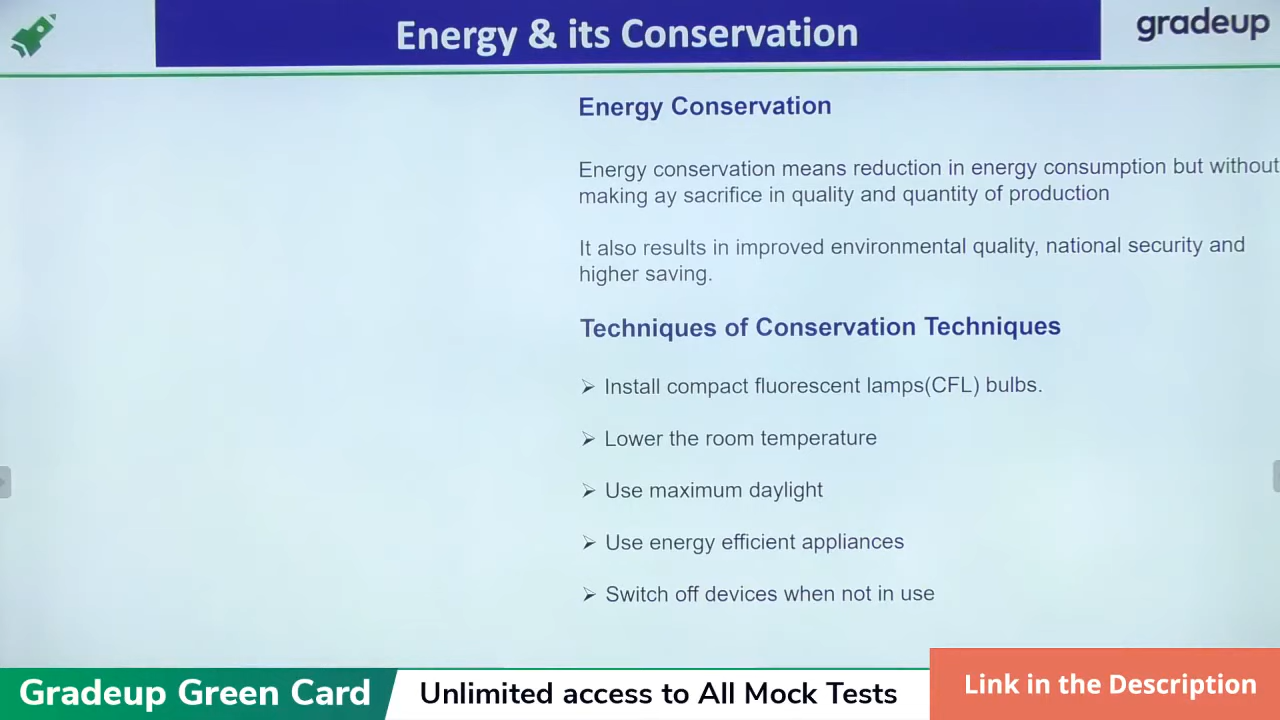 Energy & its Conservation
gradeup
Energy Conservation
Energy conservation means reduction in energy consumption but without
making ay sacrifice in quality and quantity of production
It also results in improved environmental quality, national security and
higher saving.
Techniques of Conservation Techniques
Install compact fluorescent lamps(CFL) bulbs.
Lower the room temperature
Use maximum daylight
Use energy efficient appliances
Switch off devices when not in use
Gradeup Green Card
Unlimited access to All Mock Tests
Link in the Description